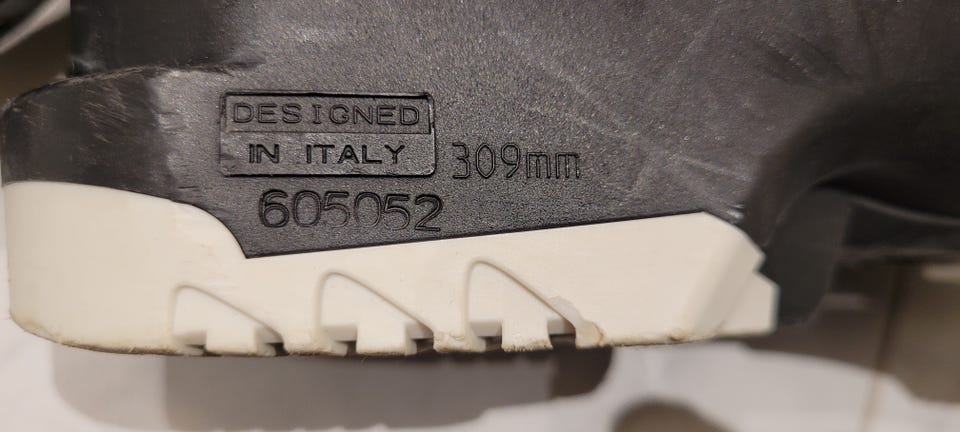 DESIGNED
IN ITALY
309mm
605052